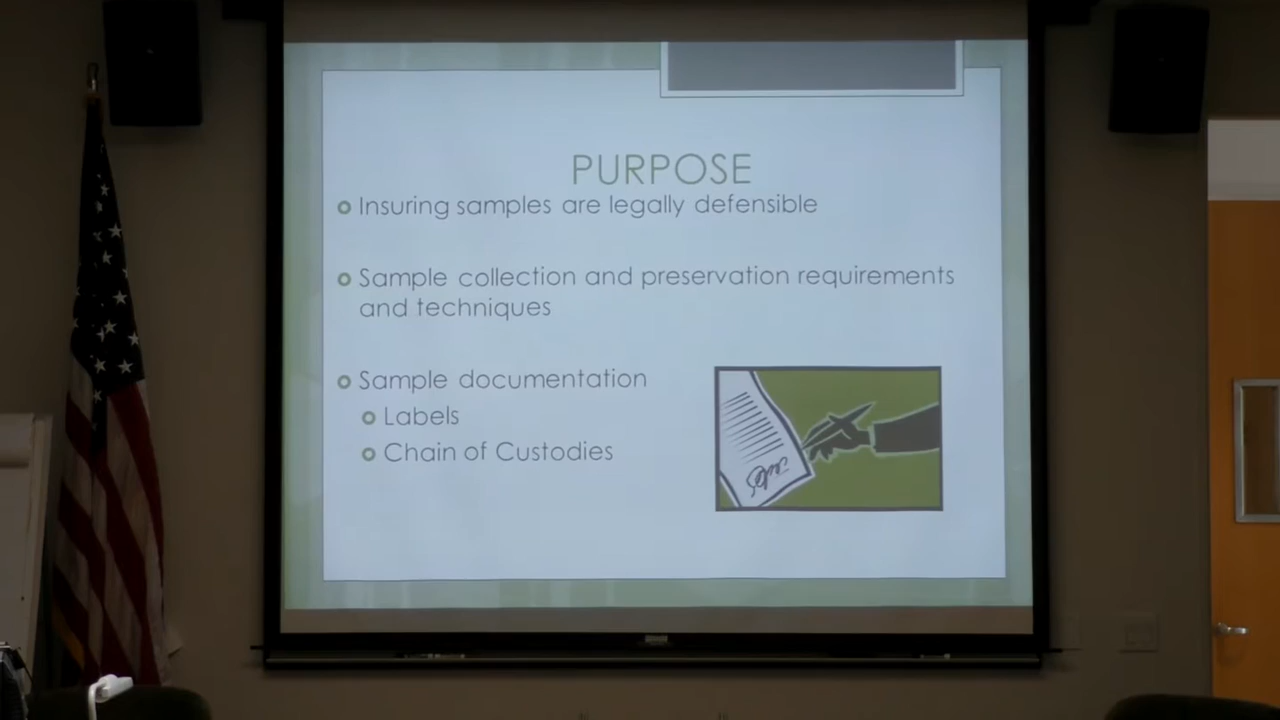 PURPOSE
Insuring samples are legally defensible
Sample collection and preservation requirements
and techniques
Sample documentation
Labels
Chain of Custodies